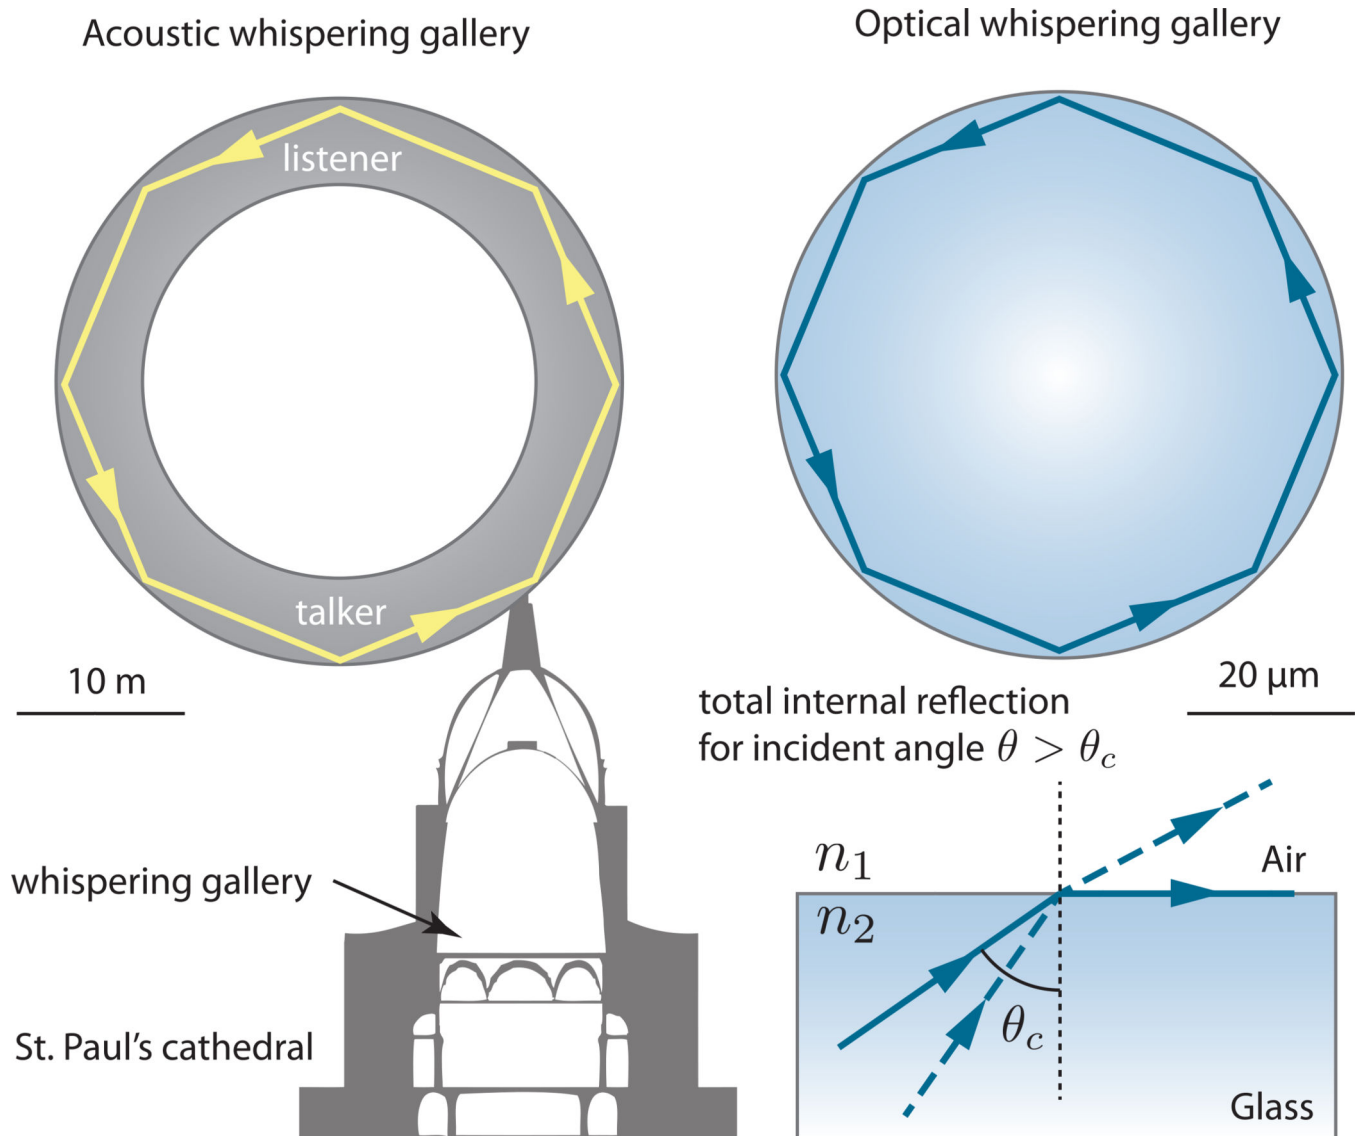 Acoustic whispering gallery
Optical whispering gallery
listener
talker
10 m
20 μm
total internal reflection
for incident angle θ > θc
whispering gallery
n1
n2
Air
θc
St. Paul's cathedral
Glass